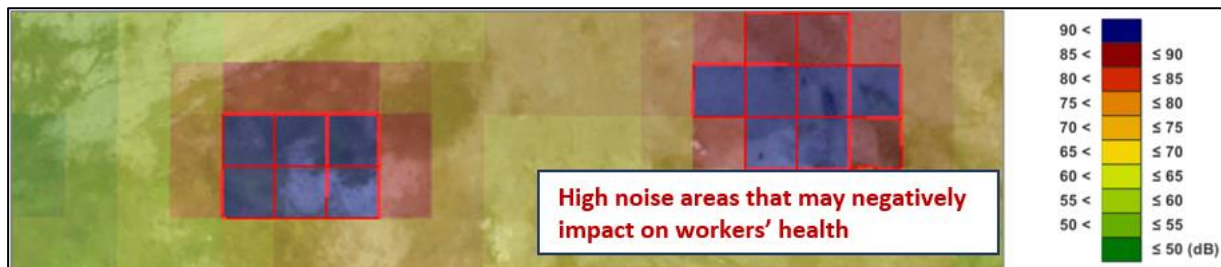 High noise areas that may negatively
impact on workers’ health
90 <
85 < ≤ 90
80 < ≤ 85
75 < ≤ 80
70 < ≤ 75
65 < ≤ 70
60 < ≤ 65
55 < ≤ 60
50 < ≤ 55
≤ 50 (dB)